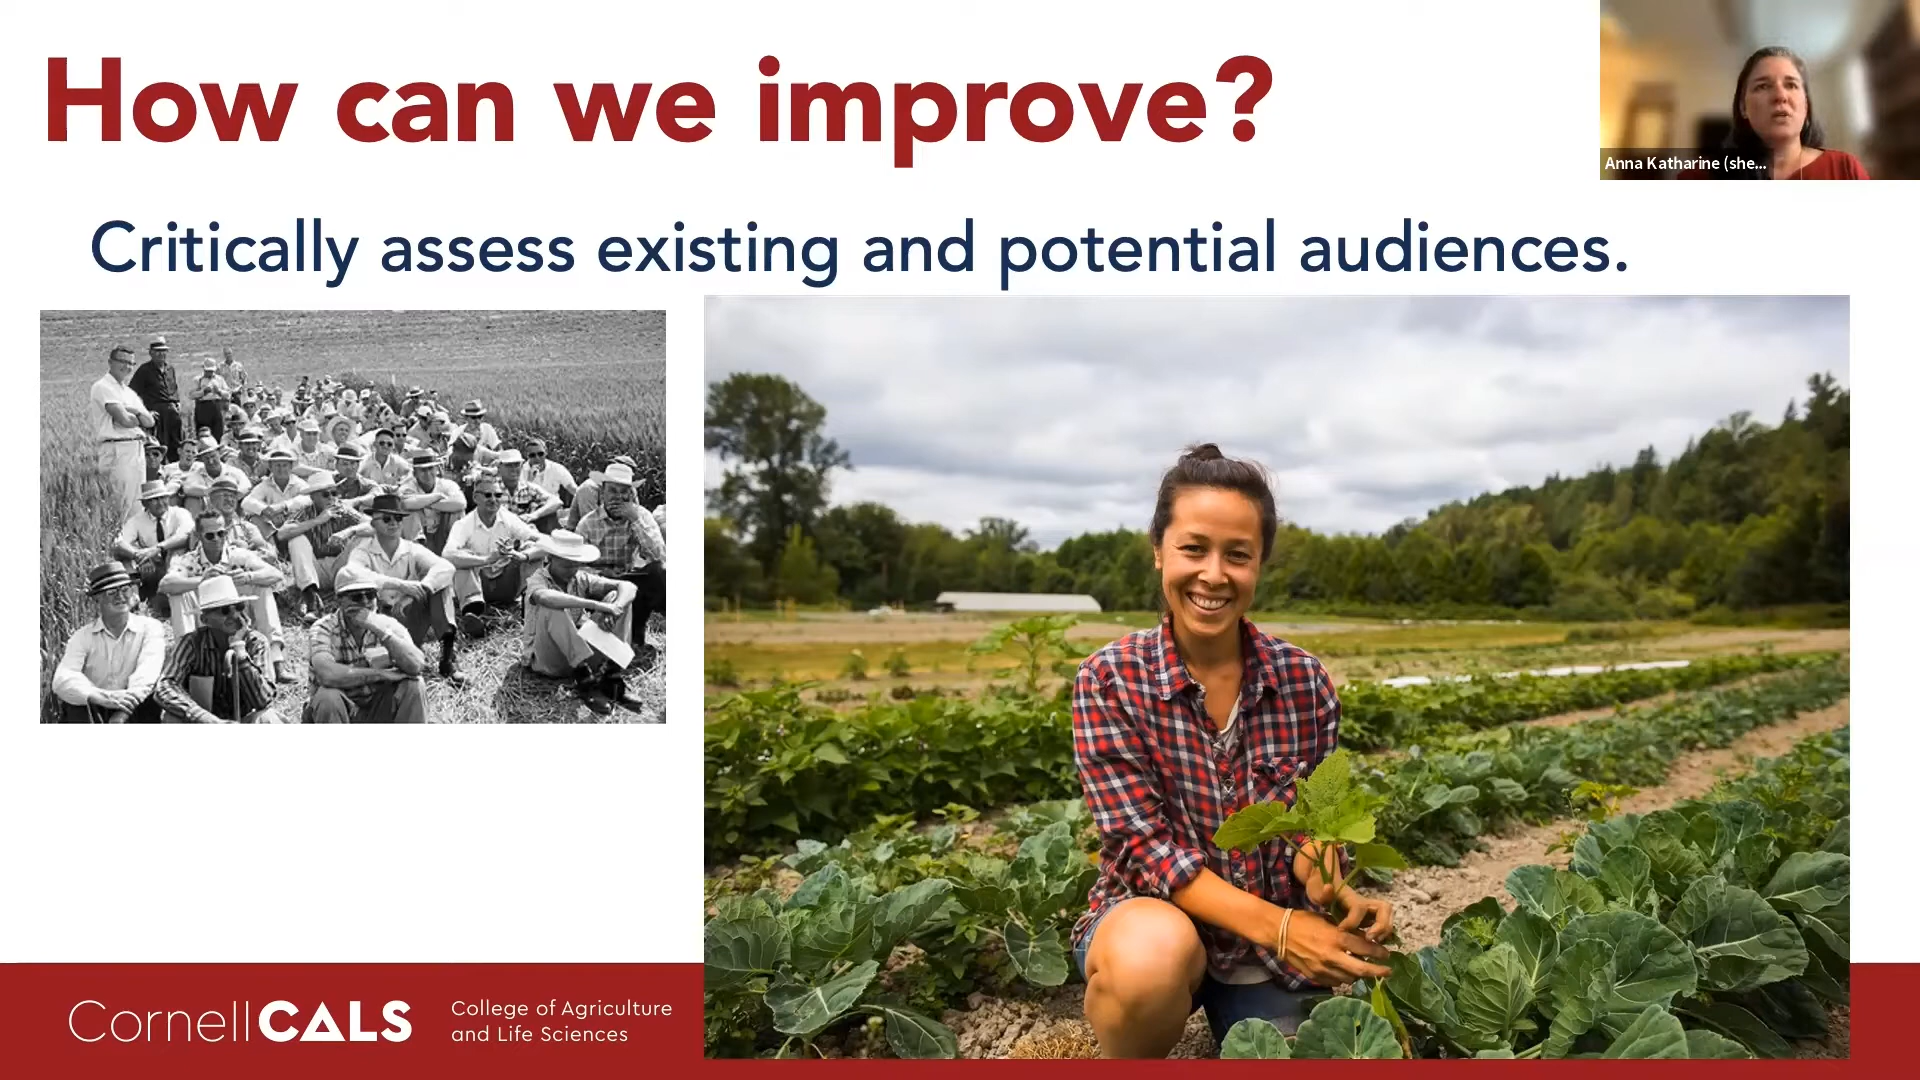 How can we improve?
Anna Katharine (she...
Critically assess existing and potential audiences.
CornellCALS
College of Agriculture
and Life Sciences